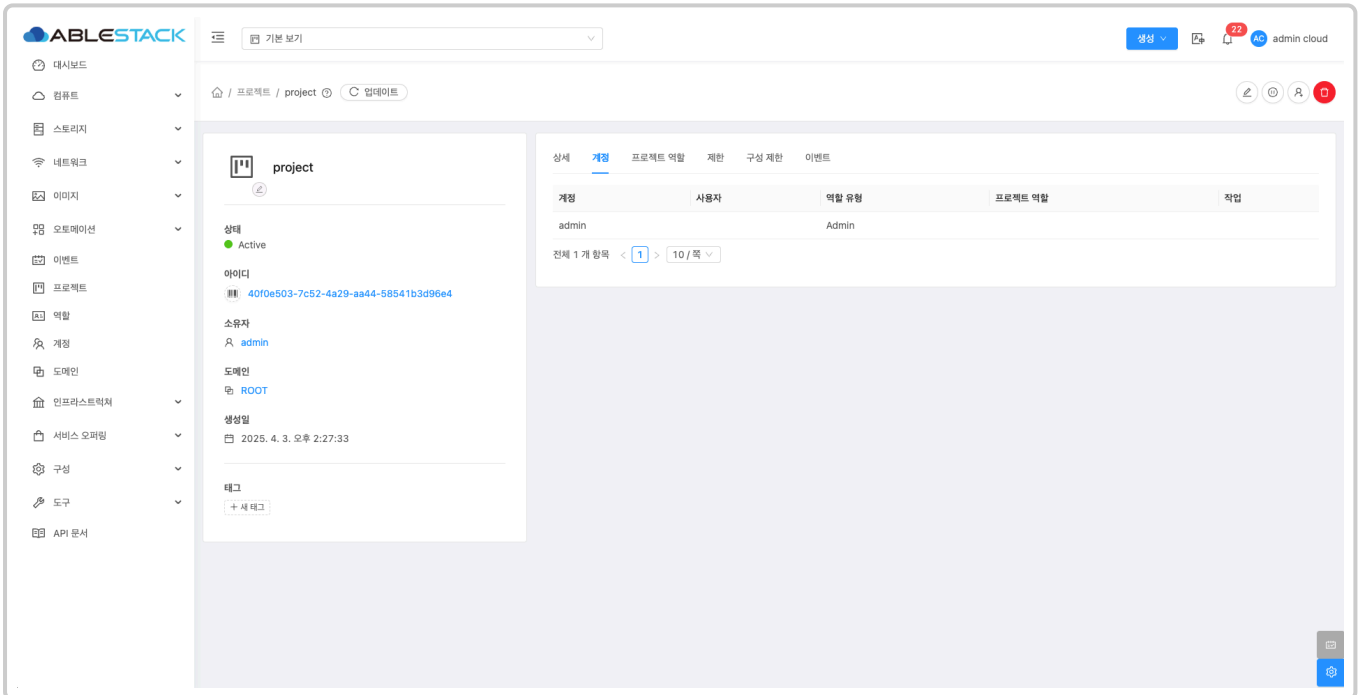 ABLESTACK
기본 보기
생성
22
AC
admin cloud
대시보드
컴퓨트
스토리지
네트워크
이미지
오토메이션
이벤트
프로젝트
역할
계정
도메인
인프라스트럭쳐
서비스 오퍼링
구성
도구
API 문서
/ 프로젝트 / project
업데이트
project
상태
Active
아이디
40f0e503-7c52-4a29-aa44-58541b3d96e4
소유자
admin
도메인
ROOT
생성일
2025. 4. 3. 오후 2:27:33
태그
+ 새 태그
상세 계정 프로젝트 역할 제한 구성 제한 이벤트
계정 사용자 역할 유형 프로젝트 역할 작업
admin Admin
전체 1 개 항목 < 1 > 10 / 쪽